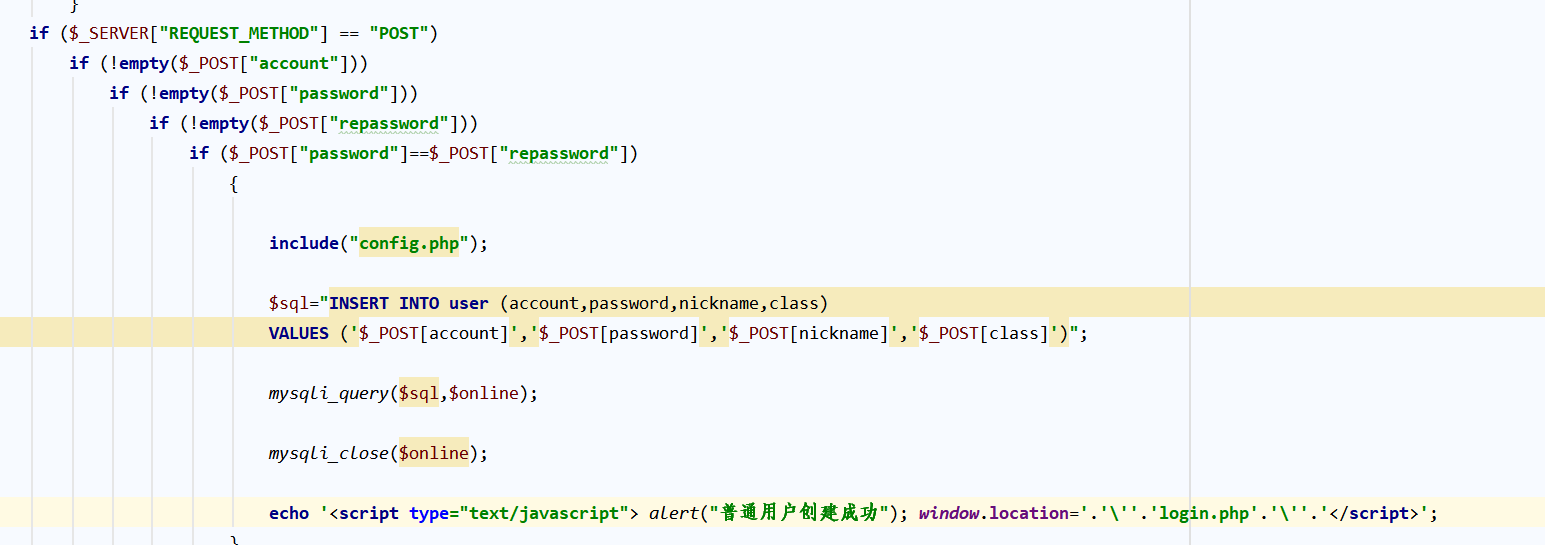 }
if ($_SERVER["REQUEST_METHOD"] == "POST")
if (!empty($_POST["account"]))
if (!empty($_POST["password"]))
if (!empty($_POST["repassword"]))
if ($_POST["password"]==$_POST["repassword"])
{
include("config.php");
$sql="INSERT INTO user (account,password,nickname,class)
VALUES ('$_POST[account]','$_POST[password]','$_POST[nickname]','$_POST[class]')";
mysqli_query($sql,$online);
mysqli_close($online);
echo '<script type="text/javascript"> alert("普通用户创建成功"); window.location='.'\''.'login.php'.'\''.'</script>';
}